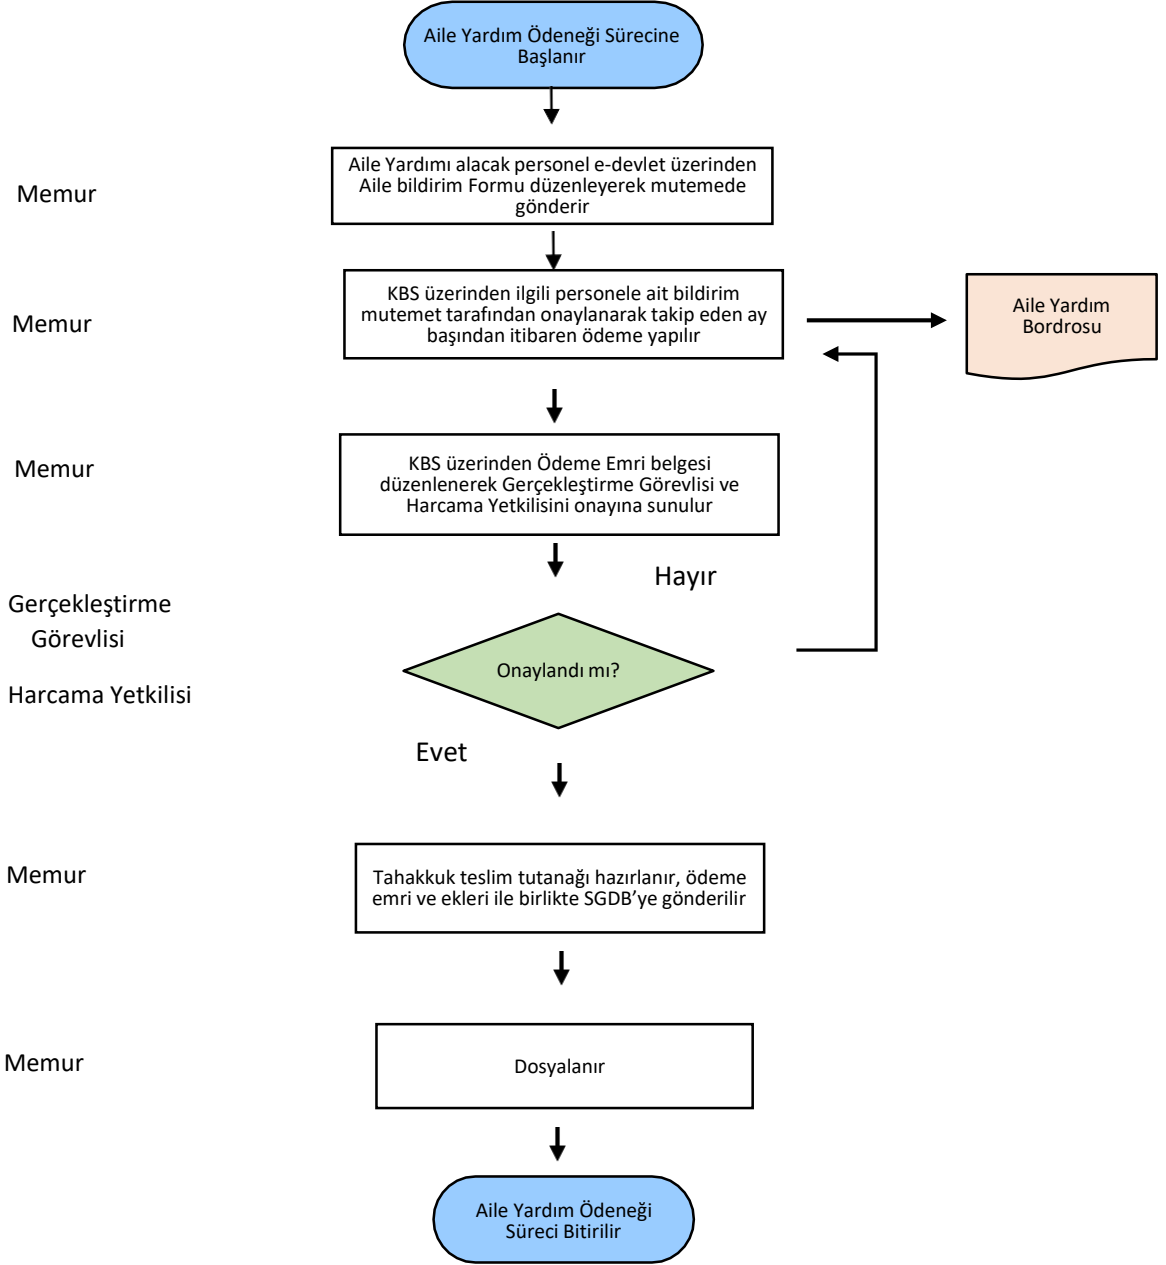 Aile Yardım Ödeneği Sürecine
Başlanır
Memur
Aile Yardımı alacak personel e-devlet üzerinden
Aile bildirim Formu düzenleyerek mutemede
gönderir
Memur
KBS üzerinden ilgili personele ait bildirim
mutemet tarafından onaylanarak takip eden ay
başından itibaren ödeme yapılır
Aile Yardım
Bordrosu
Memur
KBS üzerinden Ödeme Emri belgesi
düzenlenerek Gerçekleştirme Görevlisi ve
Harcama Yetkilisini onayına sunulur
Hayır
Gerçekleştirme
Görevlisi
Harcama Yetkilisi
Onaylandı mı?
Evet
Memur
Tahakkuk teslim tutanağı hazırlanır, ödeme
emri ve ekleri ile birlikte SGDB’ye gönderilir
Memur
Dosyalanır
Aile Yardım Ödeneği
Süreci Bitirilir